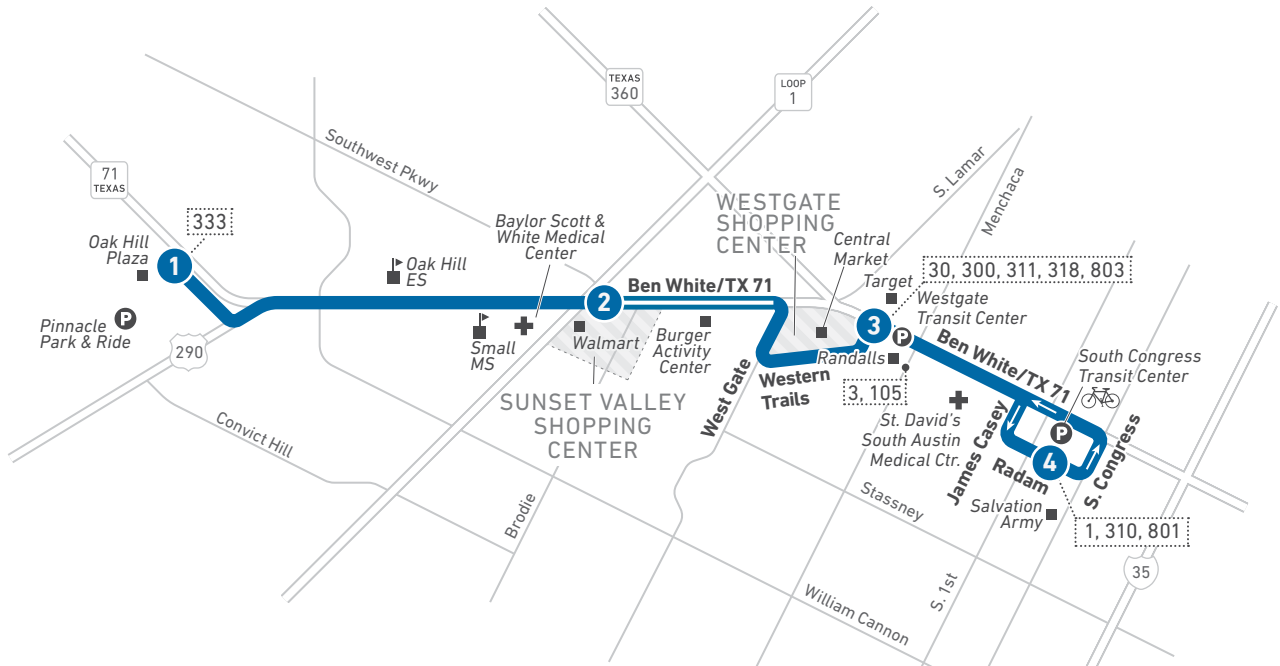 TEXAS
360
LOOP
1
Southwest Pkwy
71
TEXAS
333
Oak Hill
Plaza
1
Pinnacle
Park & Ride
P
290
Oak Hill
ES
Baylor Scott &
White Medical
Center
Small
MS
2
Walmart
Ben White/TX 71
Burger
Activity
Center
SUNSET VALLEY
SHOPPING
CENTER
WESTGATE
SHOPPING
CENTER
Central
Market
S. Lamar
Menchaca
30, 300, 311, 318, 803
Target
Westgate
Transit Center
3
P
Randalls
3, 105
West Gate
Western
Trails
Ben White/TX 71
South Congress
Transit Center
P
St. David's
South Austin
Medical Ctr.
James Casey
4
Radam
S. Congress
Salvation
Army
1, 310, 801
Convict Hill
Brodie
Stassney
William Cannon
S. 1st
35